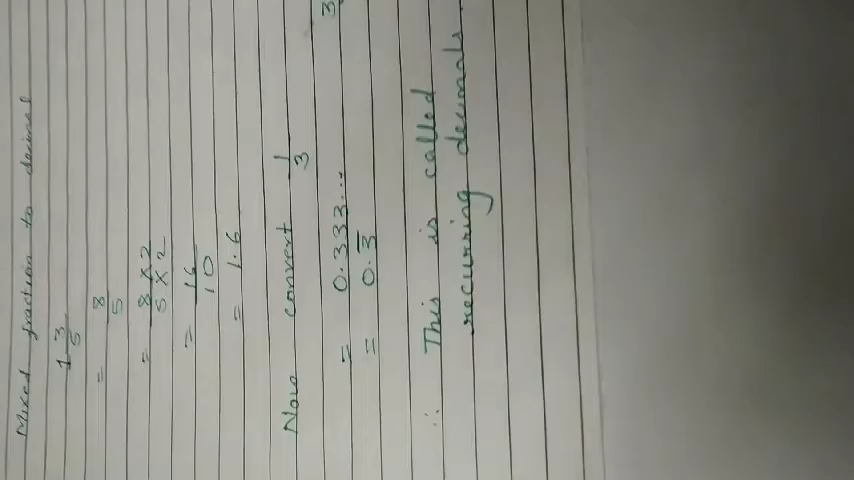 Mixed fraction to decimal
1 3/5
= 8/5
= 8 X 2 / 5 X 2
= 16/10
= 1.6
Now convert 1/3
3
= 0.333...
= 0.3̅
∴ This is called
recurring decimals.